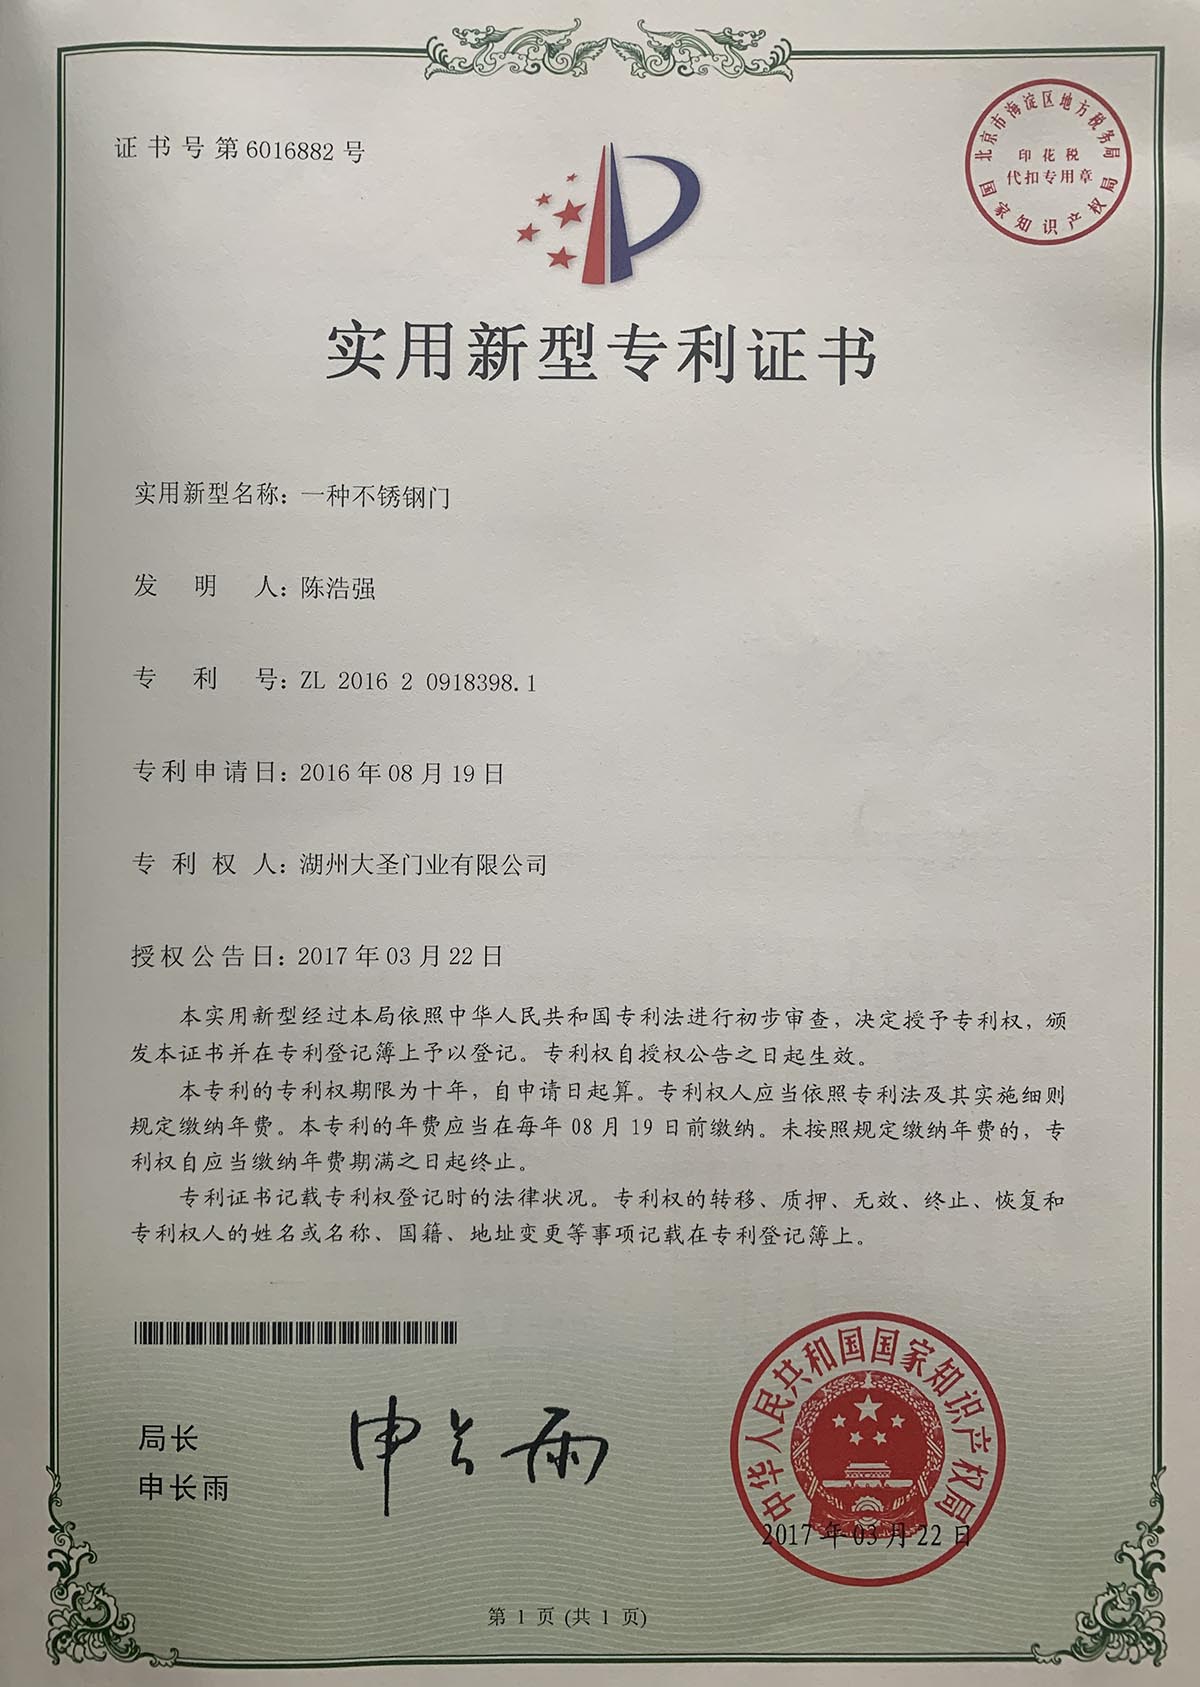 证书号第6016882号
北京市海淀区地方税务局
印花税
代扣专用章
国家知识产权局
实用新型专利证书
实用新型名称：一种不锈钢门
发明人：陈浩强
专利号：ZL 2016 2 0918398.1
专利申请日：2016年08月19日
专利权人：湖州大圣门业有限公司
授权公告日：2017年03月22日
本实用新型经过本局依照中华人民共和国专利法进行初步审查，决定授予专利权，颁
发本证书并在专利登记簿上予以登记。专利权自授权公告之日起生效。
本专利的专利权期限为十年，自申请日起算。专利权人应当依照专利法及其实施细则
规定缴纳年费。本专利的年费应当在每年08月19日前缴纳。未按照规定缴纳年费的，专
利权自应当缴纳年费期满之日起终止。
专利证书记载专利权登记时的法律状况。专利权的转移、质押、无效、终止、恢复和
专利权人的姓名或名称、国籍、地址变更等事项记载在专利登记簿上。
局长
申长雨
申长雨
中华人民共和国国家知识产权局
2017年03月22日
第1页(共1页)